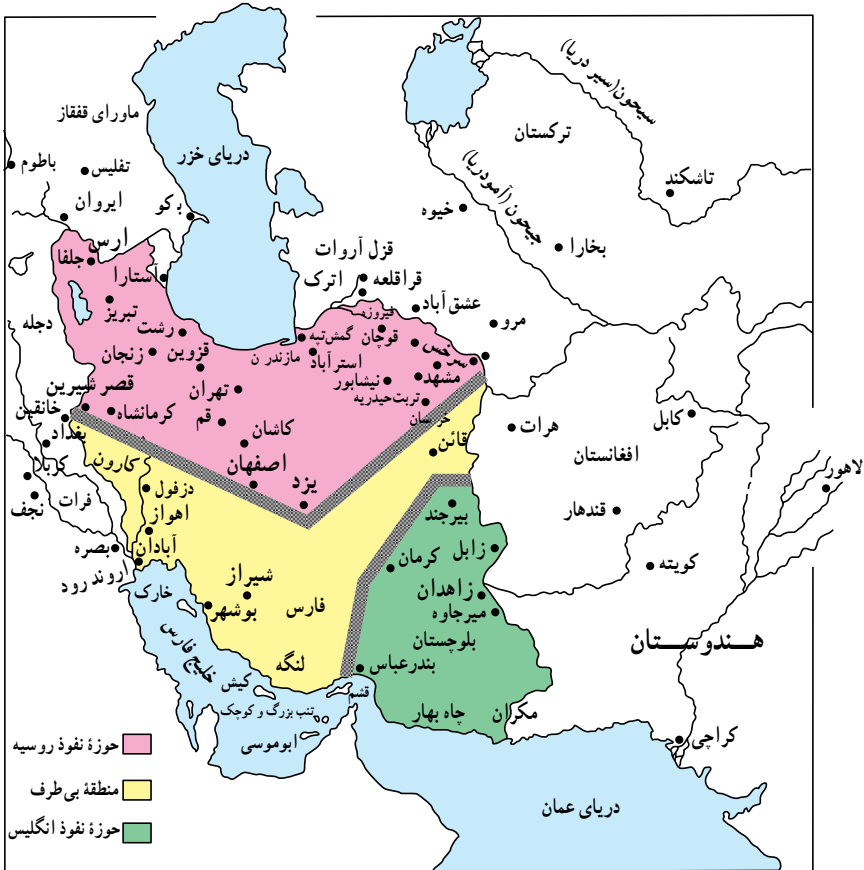 ماورای قفقاز
باطوم
تفلیس
ایروان
بکو
دریای خزر
سیحون (سیر دریا)
ترکستان
جیحون (آمودریا)
تاشکند
خیوه
بخارا
ارس
جلفا
آستارا
تبریز
دجله
رشت
زنجان
قزوین
قزل آروات
اترک
قراقلعه
عشق آباد
مرو
فیروزه
قوچان
گمش تپه
مازندر ن
استر آباد
سرخس
مشهد
نیشابور
تربت حیدریه
خراسان
تهران
قصر شیرین
خانقین
کرمانشاه
قم
کاشان
اصفهان
یزد
بغداد
کربلا
نجف
فرات
کارون
دزفول
اهواز
آبادان
بصره
اروند رود
قائن
هرات
کابل
افغانستان
قندهار
لاهور
کویته
بیرجند
زابل
کرمان
زاهدان
میرجاوه
بلوچستان
بندرعباس
شیراز
فارس
بوشهر
خارک
لنگه
خلیج فارس
کیش
قشم
تنب بزرگ و کوچک
ابوموسی
مکران
چاه بهار
هـنـدوسـتـان
کراچی
دریای عمان
حوزهٔ نفوذ روسیه
منطقهٔ بی‌طرف
حوزهٔ نفوذ انگلیس